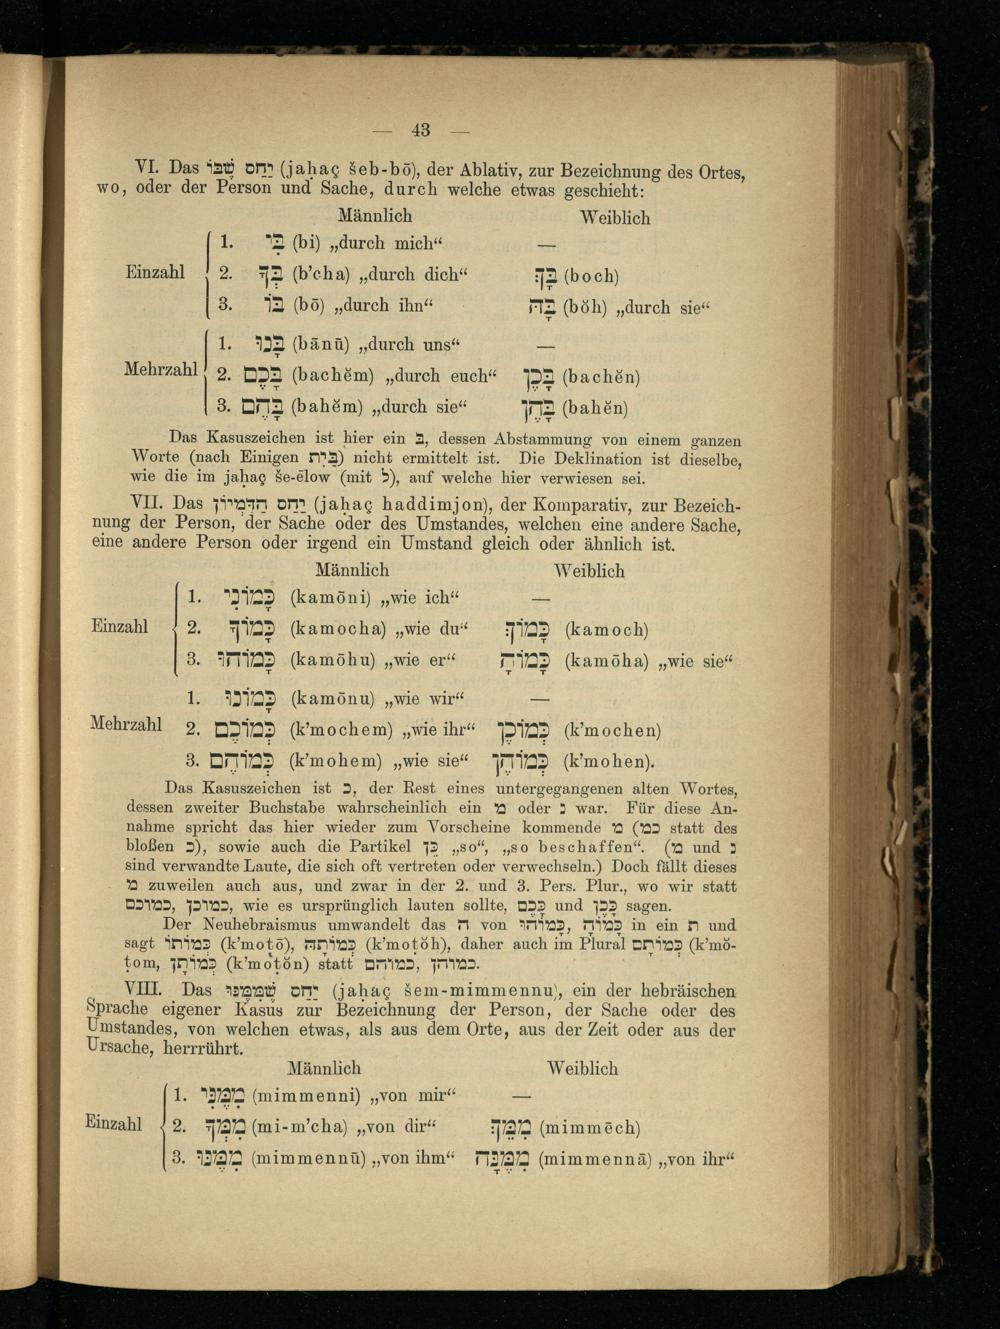 — 43 —
VI. Das יַחַס שֶׁבּוֹ (jaḥaç šeb-bō), der Ablativ, zur Bezeichnung des Ortes,
wo, oder der Person und Sache, durch welche etwas geschieht:
Männlich Weiblich
1. בִּי (bi) „durch mich“ —
Einzahl 2. בְּךָ (b’cha) „durch dich“ בָּךְ (boch)
3. בּוֹ (bō) „durch ihn“ בָּהּ (bŏh) „durch sie“
1. בָּנוּ (bānū) „durch uns“ —
Mehrzahl 2. בָּכֶם (bachĕm) „durch euch“ בָּכֶן (bachĕn)
3. בָּהֶם (bahĕm) „durch sie“ בָּהֶן (bahĕn)
Das Kasuszeichen ist hier ein בּ, dessen Abstammung von einem ganzen
Worte (nach Einigen בַּיִת) nicht ermittelt ist. Die Deklination ist dieselbe,
wie die im jaḥaç še-ēlow (mit ל), auf welche hier verwiesen sei.
VII. Das יַחַס הַדִּמְיוֹן (jaḥaç haddimjon), der Komparativ, zur Bezeich-
nung der Person, der Sache oder des Umstandes, welchen eine andere Sache,
eine andere Person oder irgend ein Umstand gleich oder ähnlich ist.
Männlich Weiblich
1. כָּמוֹנִי (kamōni) „wie ich“ —
Einzahl 2. כָּמוֹךָ (kamocha) „wie du“ כָּמוֹךְ (kamoch)
3. כָּמוֹהוּ (kamōhu) „wie er“ כָּמוֹהָ (kamōha) „wie sie“
1. כָּמוֹנוּ (kamōnu) „wie wir“ —
Mehrzahl 2. כְּמוֹכֶם (k’mochem) „wie ihr“ כְּמוֹכֶן (k’mochen)
3. כְּמוֹהֶם (k’mohem) „wie sie“ כְּמוֹהֶן (k’mohen).
Das Kasuszeichen ist כ, der Rest eines untergegangenen alten Wortes,
dessen zweiter Buchstabe wahrscheinlich ein מ oder נ war. Für diese An-
nahme spricht das hier wieder zum Vorscheine kommende מ (כמ statt des
bloßen כ), sowie auch die Partikel כֵּן „so“, „so beschaffen“. (מ und נ
sind verwandte Laute, die sich oft vertreten oder verwechseln.) Doch fällt dieses
מ zuweilen auch aus, und zwar in der 2. und 3. Pers. Plur., wo wir statt
כמוכם, כמוכן, wie es ursprünglich lauten sollte, כָּכֶם und כָּכֶן sagen.
Der Neuhebraismus umwandelt das ה von כָּמוֹהָ, כָּמוֹהוּ in ein ת und
sagt כְּמוֹתוֹ (k’moṭō), כְּמוֹתָהּ (k’moṭŏh), daher auch im Plural כְּמוֹתָם (k’mŏ-
ṭom, כְּמוֹתָן (k’moṭŏn) statt כמוהם, כמוהן.
VIII. Das יַחַס שֶׁמִּמֶּנּוּ (jahaç šem-mimmennu), ein der hebräischen
Sprache eigener Kasus zur Bezeichnung der Person, der Sache oder des
Umstandes, von welchen etwas, als aus dem Orte, aus der Zeit oder aus der
Ursache, herrrührt.
Männlich Weiblich
1. מִמֶּנִּי (mimmenni) „von mir“ —
Einzahl 2. מִמְּךָ (mi-m’cha) „von dir“ מִמֵּךְ (mimmēch)
3. מִמֶּנּוּ (mimmennū) „von ihm“ מִמֶּנָּה (mimmennā) „von ihr“